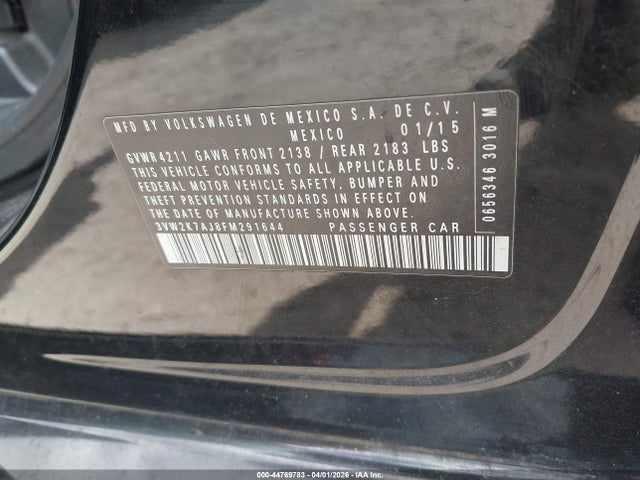 MFD BY VOLKSWAGEN DE MEXICO S.A. DE C.V.
MEXICO 01/15
GVWR 4211 GAWR FRONT 2138 / REAR 2183 LBS
THIS VEHICLE CONFORMS TO ALL APPLICABLE U.S.
FEDERAL MOTOR VEHICLE SAFETY, BUMPER AND
THEFT PREVENTION STANDARDS IN EFFECT ON
THE DATE OF MANUFACTURE SHOWN ABOVE.
3VW2K7AJ8FM291644 PASSENGER CAR
0656346 3016 M
000-44769783 - 04/01/2026 - IAA Inc.